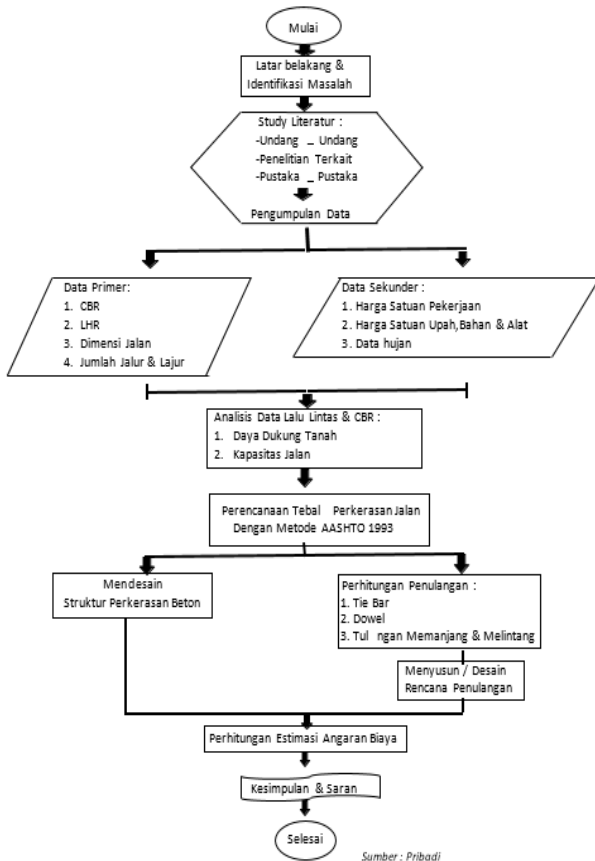 Mulai
Latar belakang &
Identifikasi Masalah
Study Literatur :
-Undang _ Undang
-Penelitian Terkait
-Pustaka _ Pustaka
Pengumpulan Data
Data Primer:
1. CBR
2. LHR
3. Dimensi Jalan
4. Jumlah Jalur & Lajur
Data Sekunder :
1. Harga Satuan Pekerjaan
2. Harga Satuan Upah,Bahan & Alat
3. Data hujan
Analisis Data Lalu Lintas & CBR :
1. Daya Dukung Tanah
2. Kapasitas Jalan
Perencanaan Tebal Perkerasan Jalan
Dengan Metode AASHTO 1993
Mendesain
Struktur Perkerasan Beton
Perhitungan Penulangan :
1. Tie Bar
2. Dowel
3. Tul ngan Memanjang & Melintang
Menyusun / Desain
Rencana Penulangan
Perhitungan Estimasi Angaran Biaya
Kesimpulan & Saran
Selesai
Sumber : Pribadi